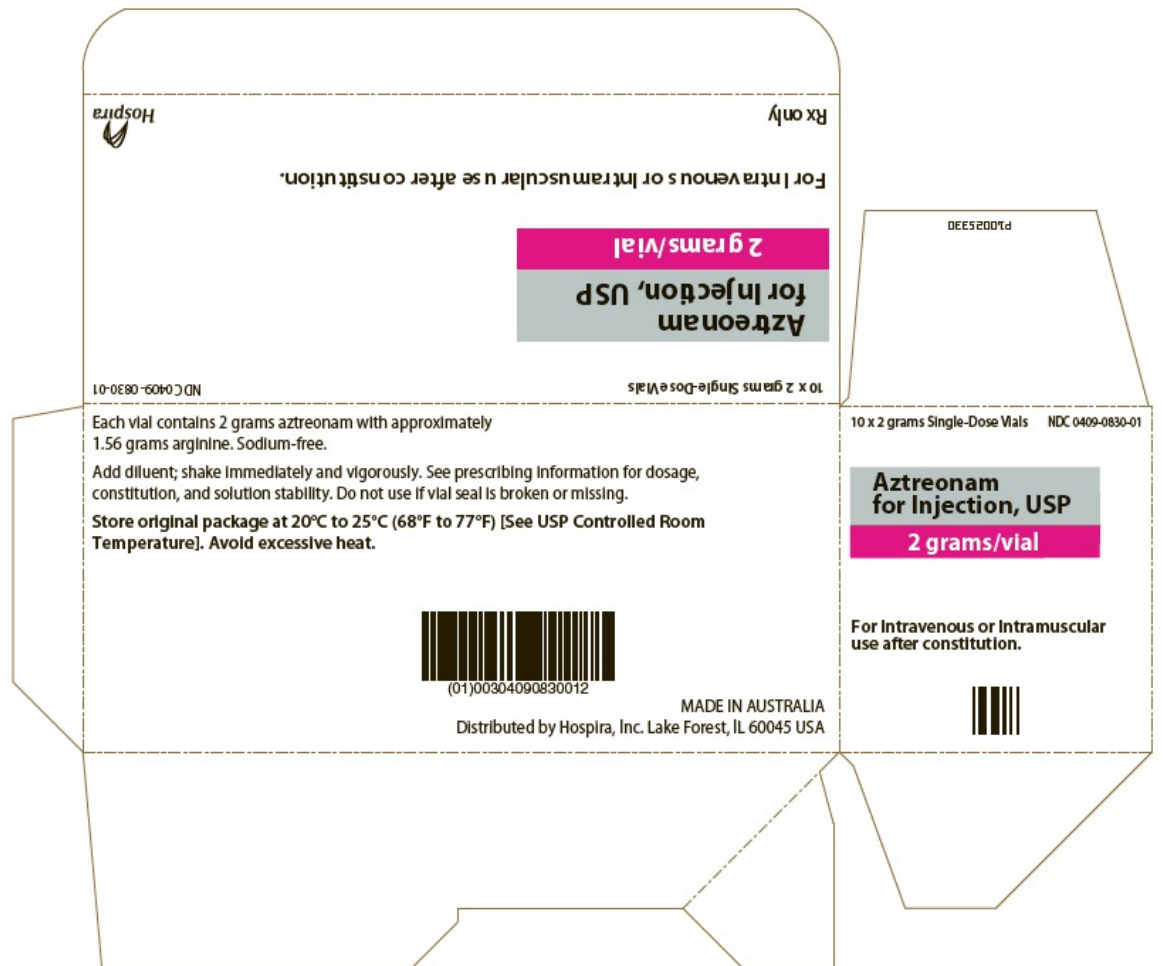 Hospira
Rx only
For Intravenous or Intramuscular use after constitution.
2 grams/vial
Aztreonam
for Injection, USP
10 x 2 grams Single-Dose Vials
NDC 0409-0830-01
P10025330
Each vial contains 2 grams aztreonam with approximately
1.56 grams arginine. Sodium-free.
Add diluent; shake immediately and vigorously. See prescribing information for dosage,
constitution, and solution stability. Do not use if vial seal is broken or missing.
Store original package at 20°C to 25°C (68°F to 77°F) [See USP Controlled Room
Temperature]. Avoid excessive heat.
(01)00304090830012
MADE IN AUSTRALIA
Distributed by Hospira, Inc. Lake Forest, IL 60045 USA
10 x 2 grams Single-Dose Vials NDC 0409-0830-01
Aztreonam
for Injection, USP
2 grams/vial
For Intravenous or Intramuscular
use after constitution.